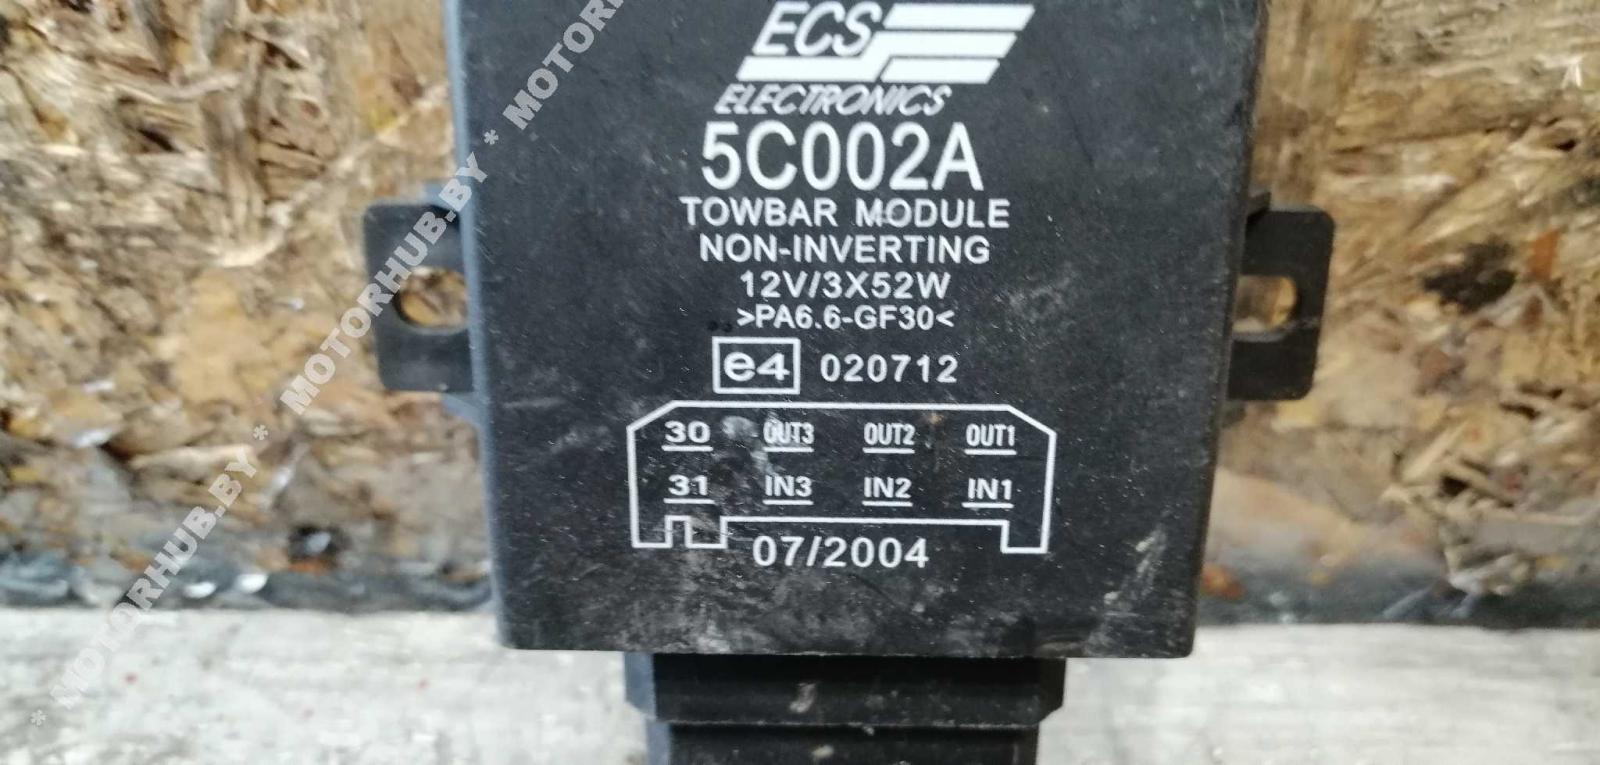 ECS
ELECTRONICS
5C002A
TOWBAR MODULE
NON-INVERTING
12V/3X52W
>PA6.6-GF30<
e4 020712
30 OUT3 OUT2 OUT1
31 IN3 IN2 IN1
07/2004
* MOTORHUB.BY * MOTORHUB.BY * MOTORHUB.BY